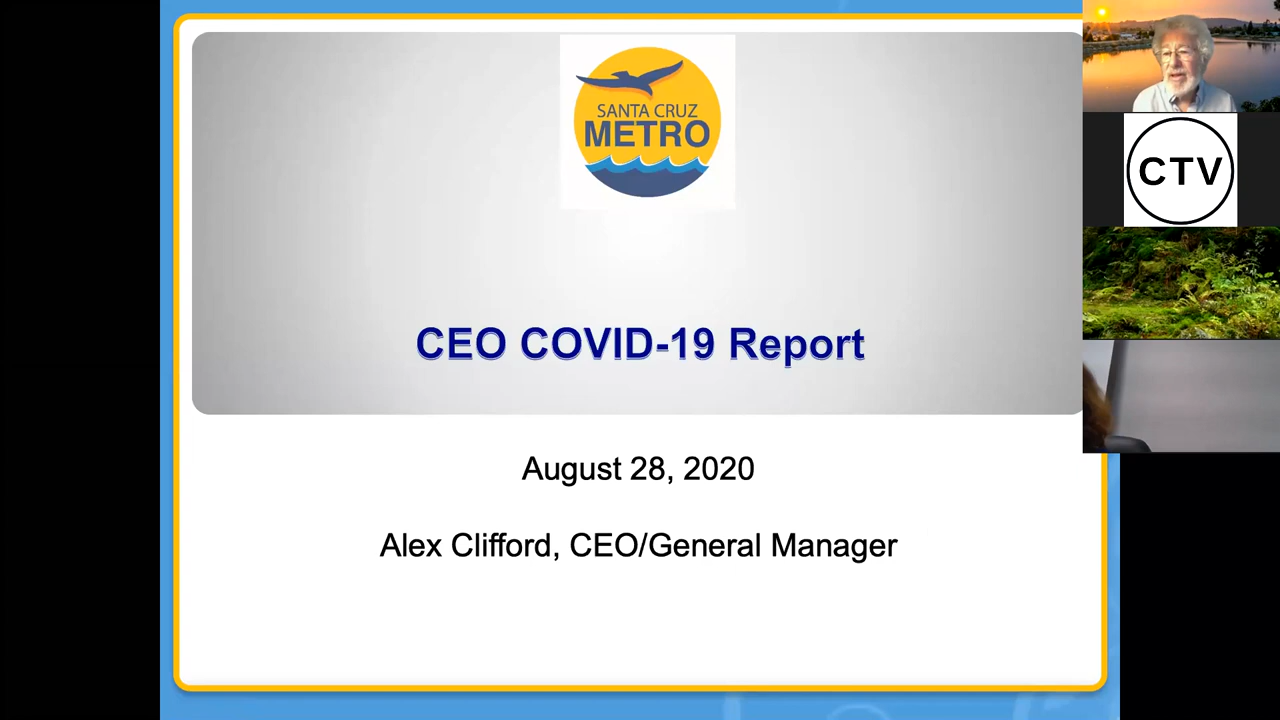 SANTA CRUZ
METRO
CEO COVID-19 Report
August 28, 2020
Alex Clifford, CEO/General Manager
CTV